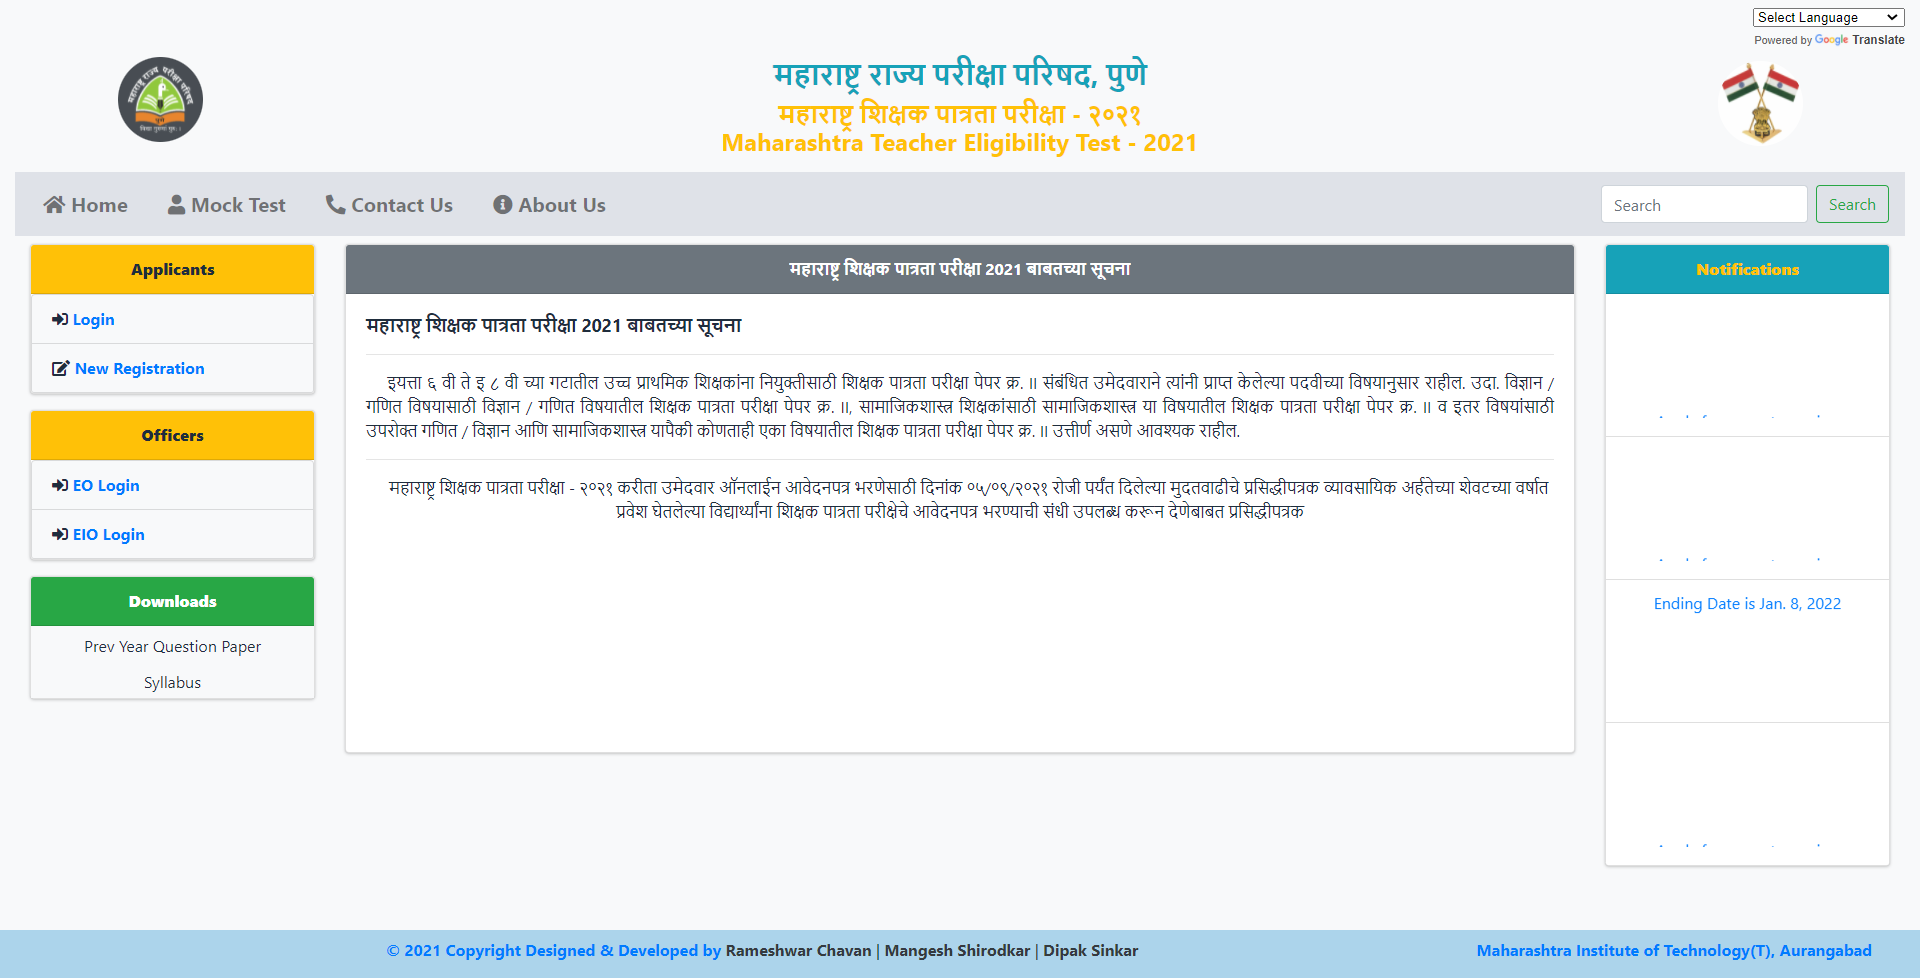 Select Language
Powered by Google Translate
महाराष्ट्र राज्य परीक्षा परिषद, पुणे
महाराष्ट्र शिक्षक पात्रता परीक्षा - २०२१
Maharashtra Teacher Eligibility Test - 2021
Home Mock Test Contact Us About Us Search Search
Applicants
Login
New Registration
Officers
EO Login
EIO Login
Downloads
Prev Year Question Paper
Syllabus
महाराष्ट्र शिक्षक पात्रता परीक्षा 2021 बाबतच्या सूचना
महाराष्ट्र शिक्षक पात्रता परीक्षा 2021 बाबतच्या सूचना
इयत्ता ६ वी ते इ ८ वी च्या गटातील उच्च प्राथमिक शिक्षकांना नियुक्तीसाठी शिक्षक पात्रता परीक्षा पेपर क्र. II संबंधित उमेदवाराने त्यांनी प्राप्त केलेल्या पदवीच्या विषयानुसार राहील. उदा. विज्ञान /
गणित विषयासाठी विज्ञान / गणित विषयातील शिक्षक पात्रता परीक्षा पेपर क्र. II, सामाजिकशास्त्र शिक्षकांसाठी सामाजिकशास्त्र या विषयातील शिक्षक पात्रता परीक्षा पेपर क्र. II व इतर विषयांसाठी
उपरोक्त गणित / विज्ञान आणि सामाजिकशास्त्र यापैकी कोणताही एका विषयातील शिक्षक पात्रता परीक्षा पेपर क्र. II उत्तीर्ण असणे आवश्यक राहील.
महाराष्ट्र शिक्षक पात्रता परीक्षा - २०२१ करीता उमेदवार ऑनलाईन आवेदनपत्र भरणेसाठी दिनांक ०५/०९/२०२१ रोजी पर्यंत दिलेल्या मुदतवाढीचे प्रसिद्धीपत्रक व्यावसायिक अर्हतेच्या शेवटच्या वर्षात
प्रवेश घेतलेल्या विद्यार्थ्यांना शिक्षक पात्रता परीक्षेचे आवेदनपत्र भरण्याची संधी उपलब्ध करून देणेबाबत प्रसिद्धीपत्रक
Notifications
Ending Date is Jan. 8, 2022
© 2021 Copyright Designed & Developed by Rameshwar Chavan | Mangesh Shirodkar | Dipak Sinkar
Maharashtra Institute of Technology(T), Aurangabad